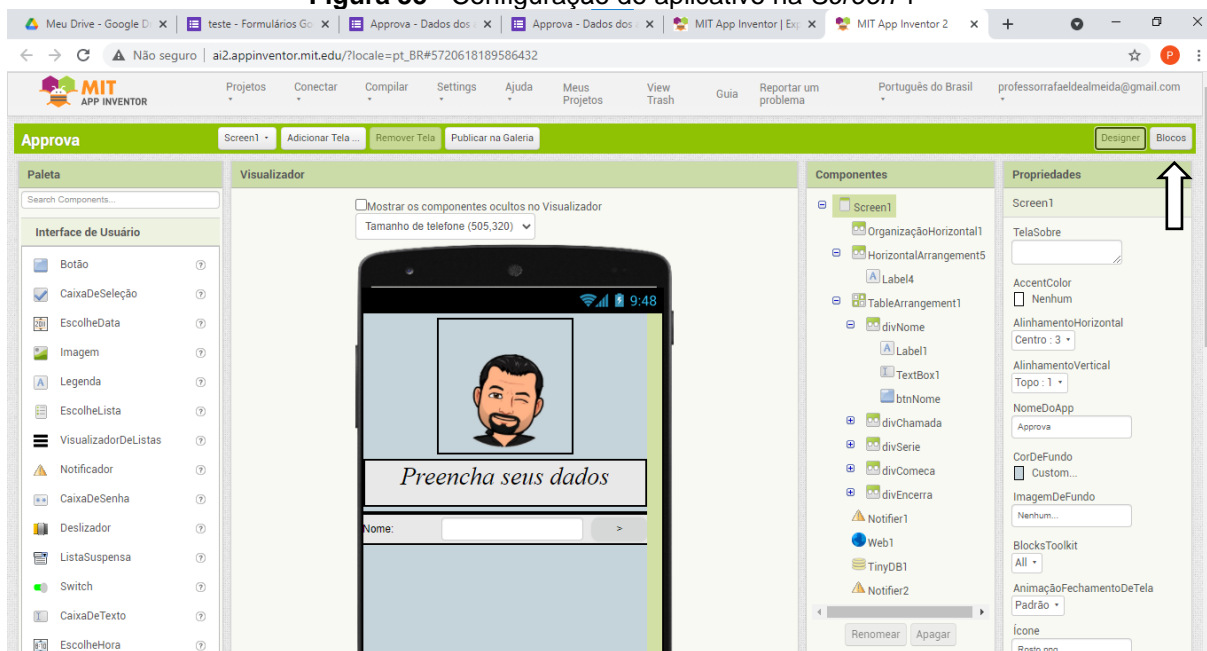 Figura 35 - Configuração do aplicativo na Screen 1
Meu Drive - Google D
teste - Formulários Go
Approva - Dados dos
Approva - Dados dos
MIT App Inventor | Exp
MIT App Inventor 2
Não seguro
ai2.appinventor.mit.edu/?locale=pt_BR#5720618189586432
P
MIT
APP INVENTOR
Projetos
Conectar
Compilar
Settings
Ajuda
Meus Projetos
View Trash
Guia
Reportar um problema
Português do Brasil
professorrafaeldealmeida@gmail.com
Approva
Screen1
Adicionar Tela ...
Remover Tela
Publicar na Galeria
Designer
Blocos
Paleta
Search Components...
Interface de Usuário
Botão
CaixaDeSeleção
EscolheData
Imagem
Legenda
EscolheLista
VisualizadorDeListas
Notificador
CaixaDeSenha
Deslizador
ListaSuspensa
Switch
CaixaDeTexto
EscolheHora
Visualizador
Mostrar os componentes ocultos no Visualizador
Tamanho de telefone (505,320)
9:48
Preencha seus dados
Nome:
>
Componentes
Screen1
OrganizaçãoHorizontal1
HorizontalArrangement5
Label4
TableArrangement1
divNome
Label1
TextBox1
btnNome
divChamada
divSerie
divComeca
divEncerra
Notifier1
Web1
TinyDB1
Notifier2
Renomear
Apagar
Propriedades
Screen1
TelaSobre
AccentColor
Nenhum
AlinhamentoHorizontal
Centro : 3
AlinhamentoVertical
Topo : 1
NomeDoApp
Approva
CorDeFundo
Custom...
ImagemDeFundo
Nenhum...
BlocksToolkit
All
AnimaçãoFechamentoDeTela
Padrão
Ícone
Rosto.png